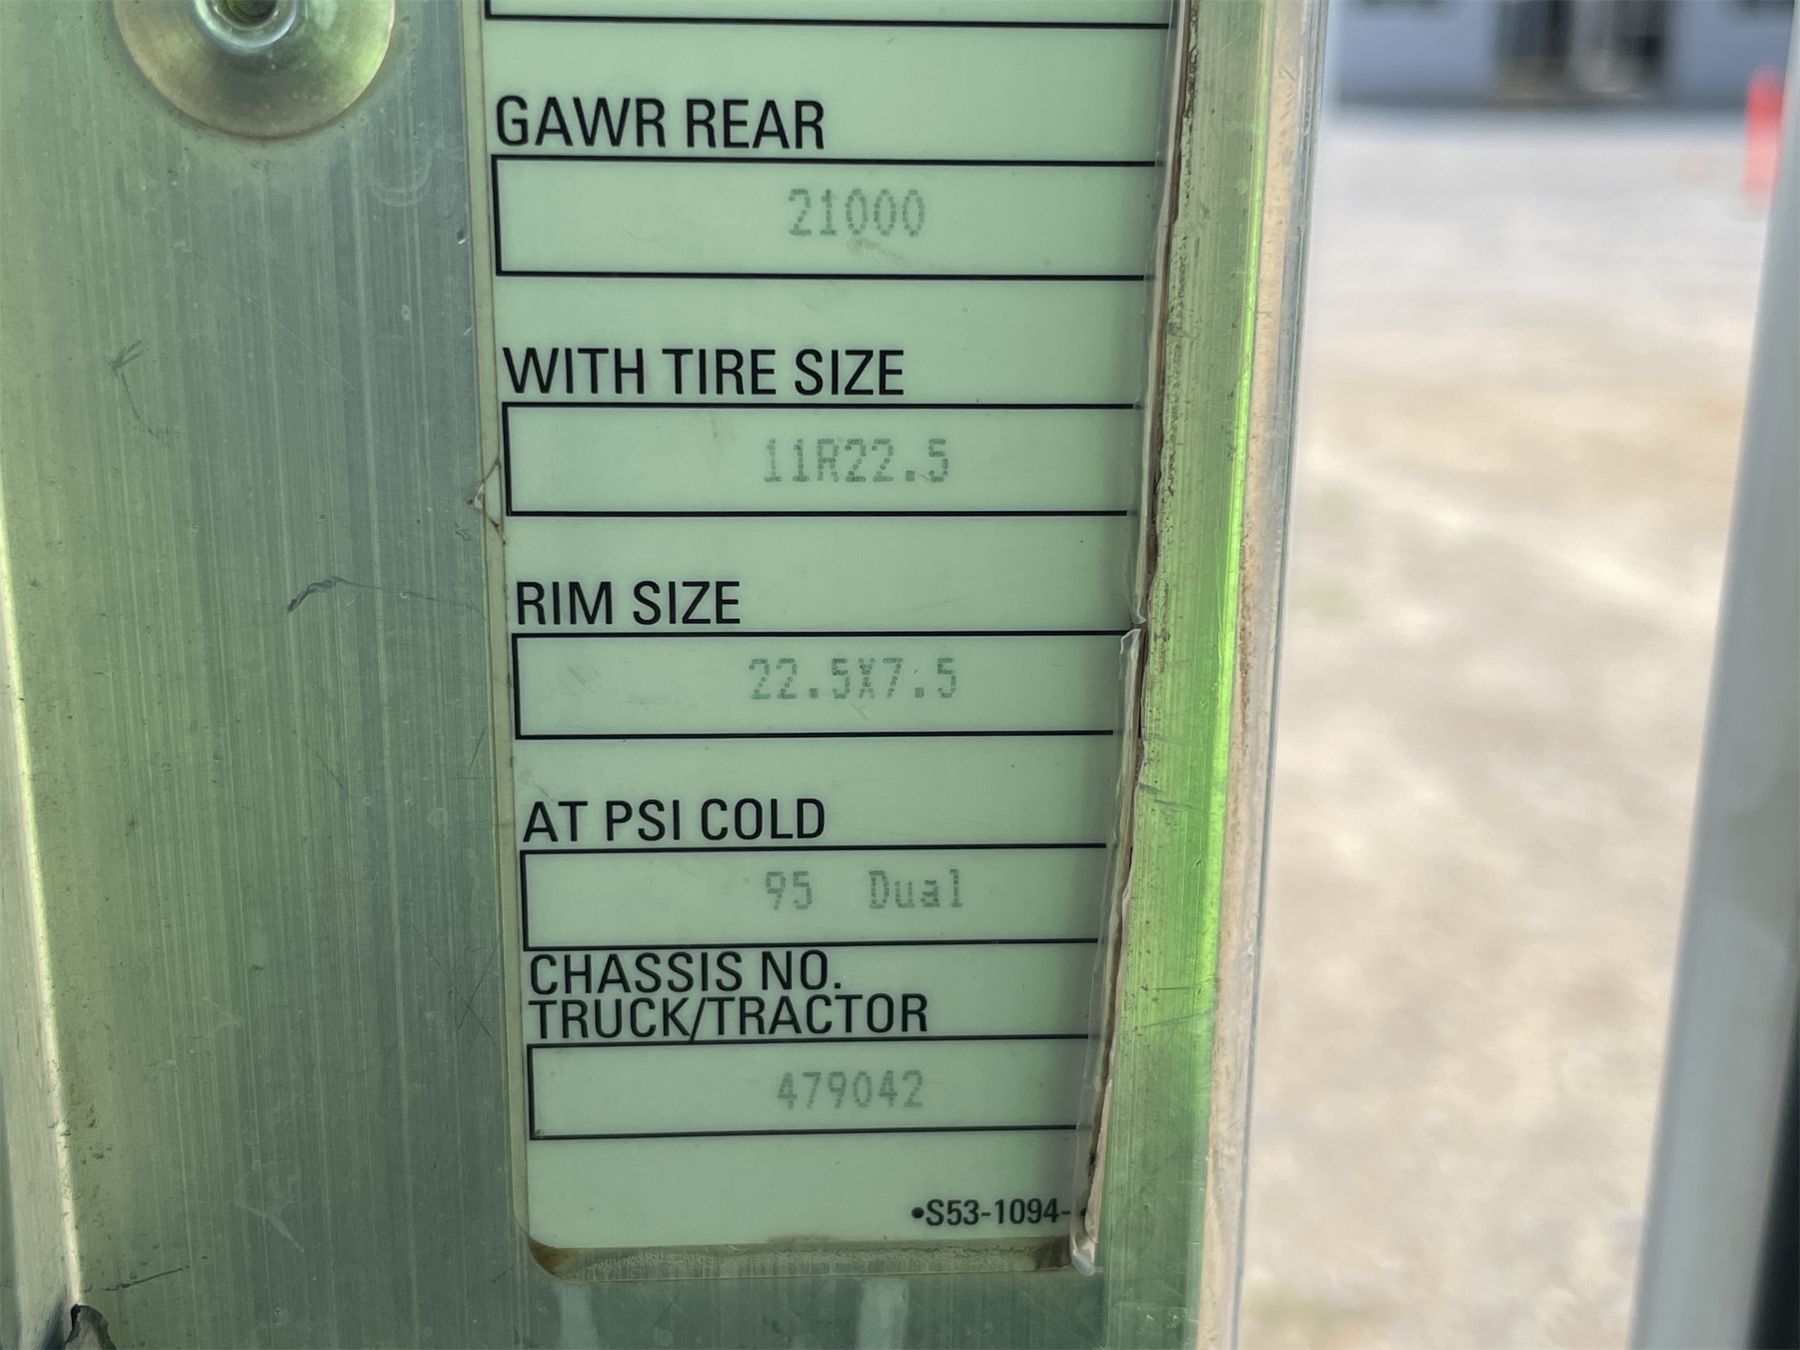 GAWR REAR
21000
WITH TIRE SIZE
11R22.5
RIM SIZE
22.5X7.5
AT PSI COLD
95 Dual
CHASSIS NO.
TRUCK/TRACTOR
479042
•S53-1094-